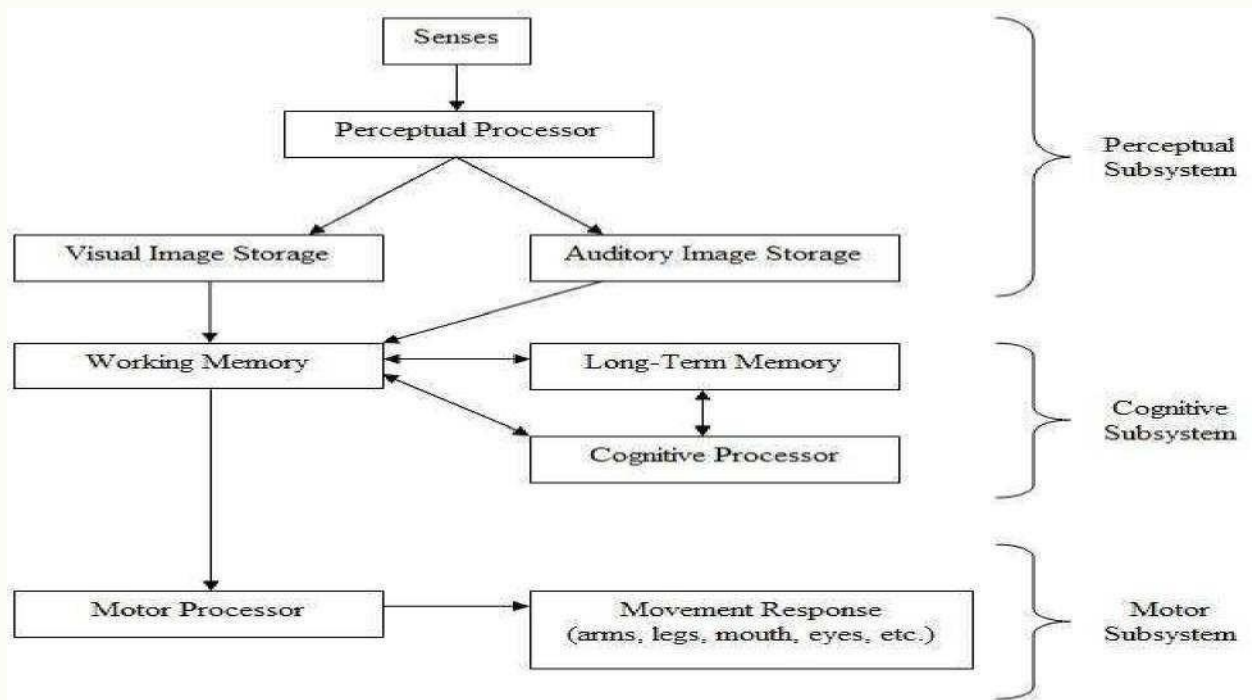 Senses
Perceptual Processor
Perceptual
Subsystem
Visual Image Storage
Auditory Image Storage
Working Memory
Long-Term Memory
Cognitive
Subsystem
Cognitive Processor
Motor Processor
Movement Response
(arms, legs, mouth, eyes, etc.)
Motor
Subsystem